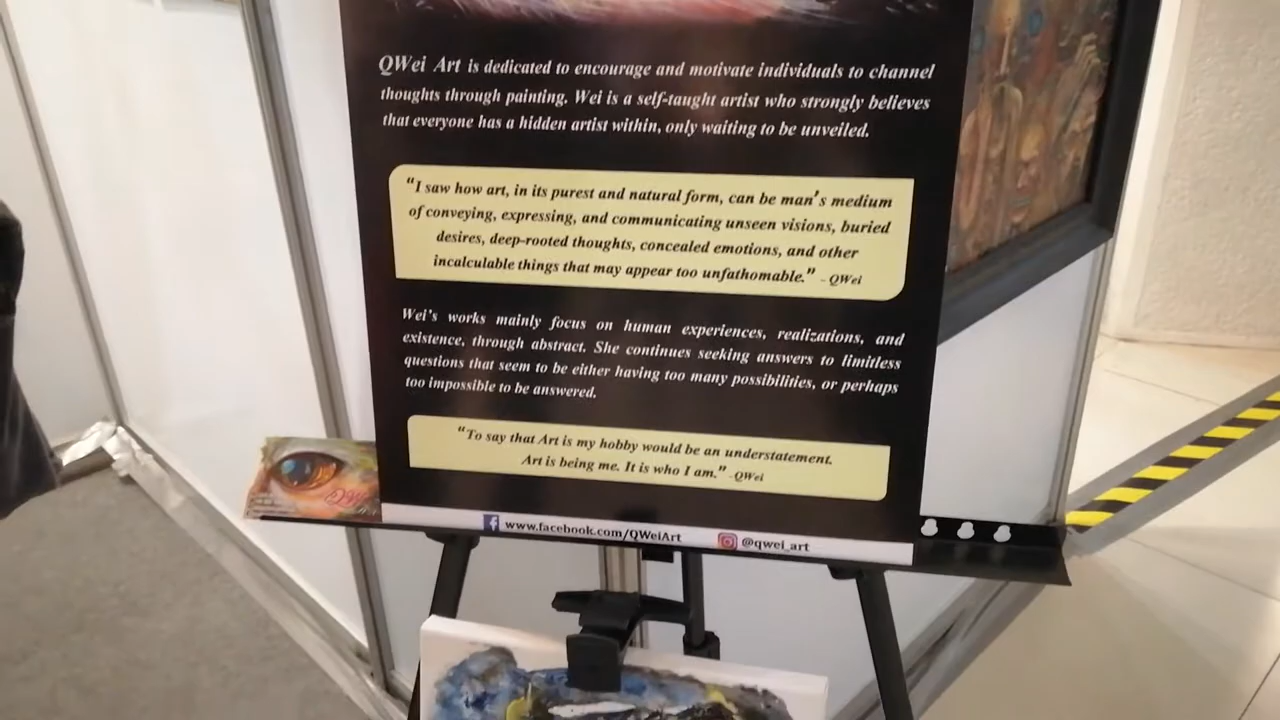 QWei Art is dedicated to encourage and motivate individuals to channel
thoughts through painting. Wei is a self-taught artist who strongly believes
that everyone has a hidden artist within, only waiting to be unveiled.
“I saw how art, in its purest and natural form, can be man's medium
of conveying, expressing, and communicating unseen visions, buried
desires, deep-rooted thoughts, concealed emotions, and other
incalculable things that may appear too unfathomable.” - QWei
Wei's works mainly focus on human experiences, realizations, and
existence, through abstract. She continues seeking answers to limitless
questions that seem to be either having too many possibilities, or perhaps
too impossible to be answered.
“To say that Art is my hobby would be an understatement.
Art is being me. It is who I am.” -QWei
www.facebook.com/QWeiArt @qwei_art